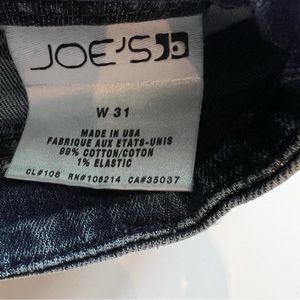 JOE'S
W 31
MADE IN USA
FABRIQUE AUX ETATS-UNIS
99% COTTON/COTON
1% ELASTIC
CL#106 RN#106214 CA#35037